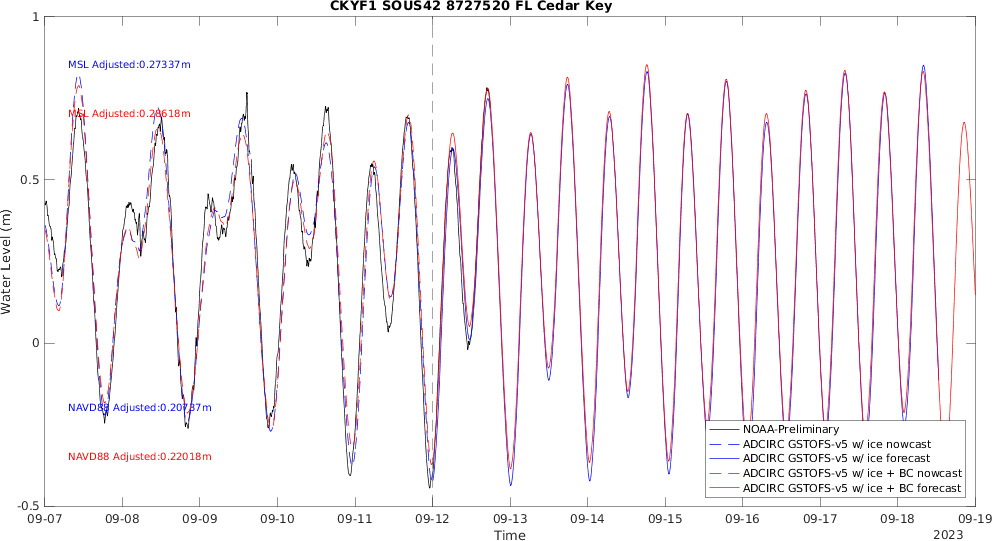 CKYF1 SOUS42 8727520 FL Cedar Key
1
0.5
0
-0.5
Water Level (m)
MSL Adjusted:0.27337m
MSL Adjusted:0.28618m
NAVD88 Adjusted:0.20737m
NAVD88 Adjusted:0.22018m
NOAA-Preliminary
ADCIRC GSTOFS-v5 w/ ice nowcast
ADCIRC GSTOFS-v5 w/ ice forecast
ADCIRC GSTOFS-v5 w/ ice + BC nowcast
ADCIRC GSTOFS-v5 w/ ice + BC forecast
09-07 09-08 09-09 09-10 09-11 09-12 09-13 09-14 09-15 09-16 09-17 09-18 09-19
Time
2023